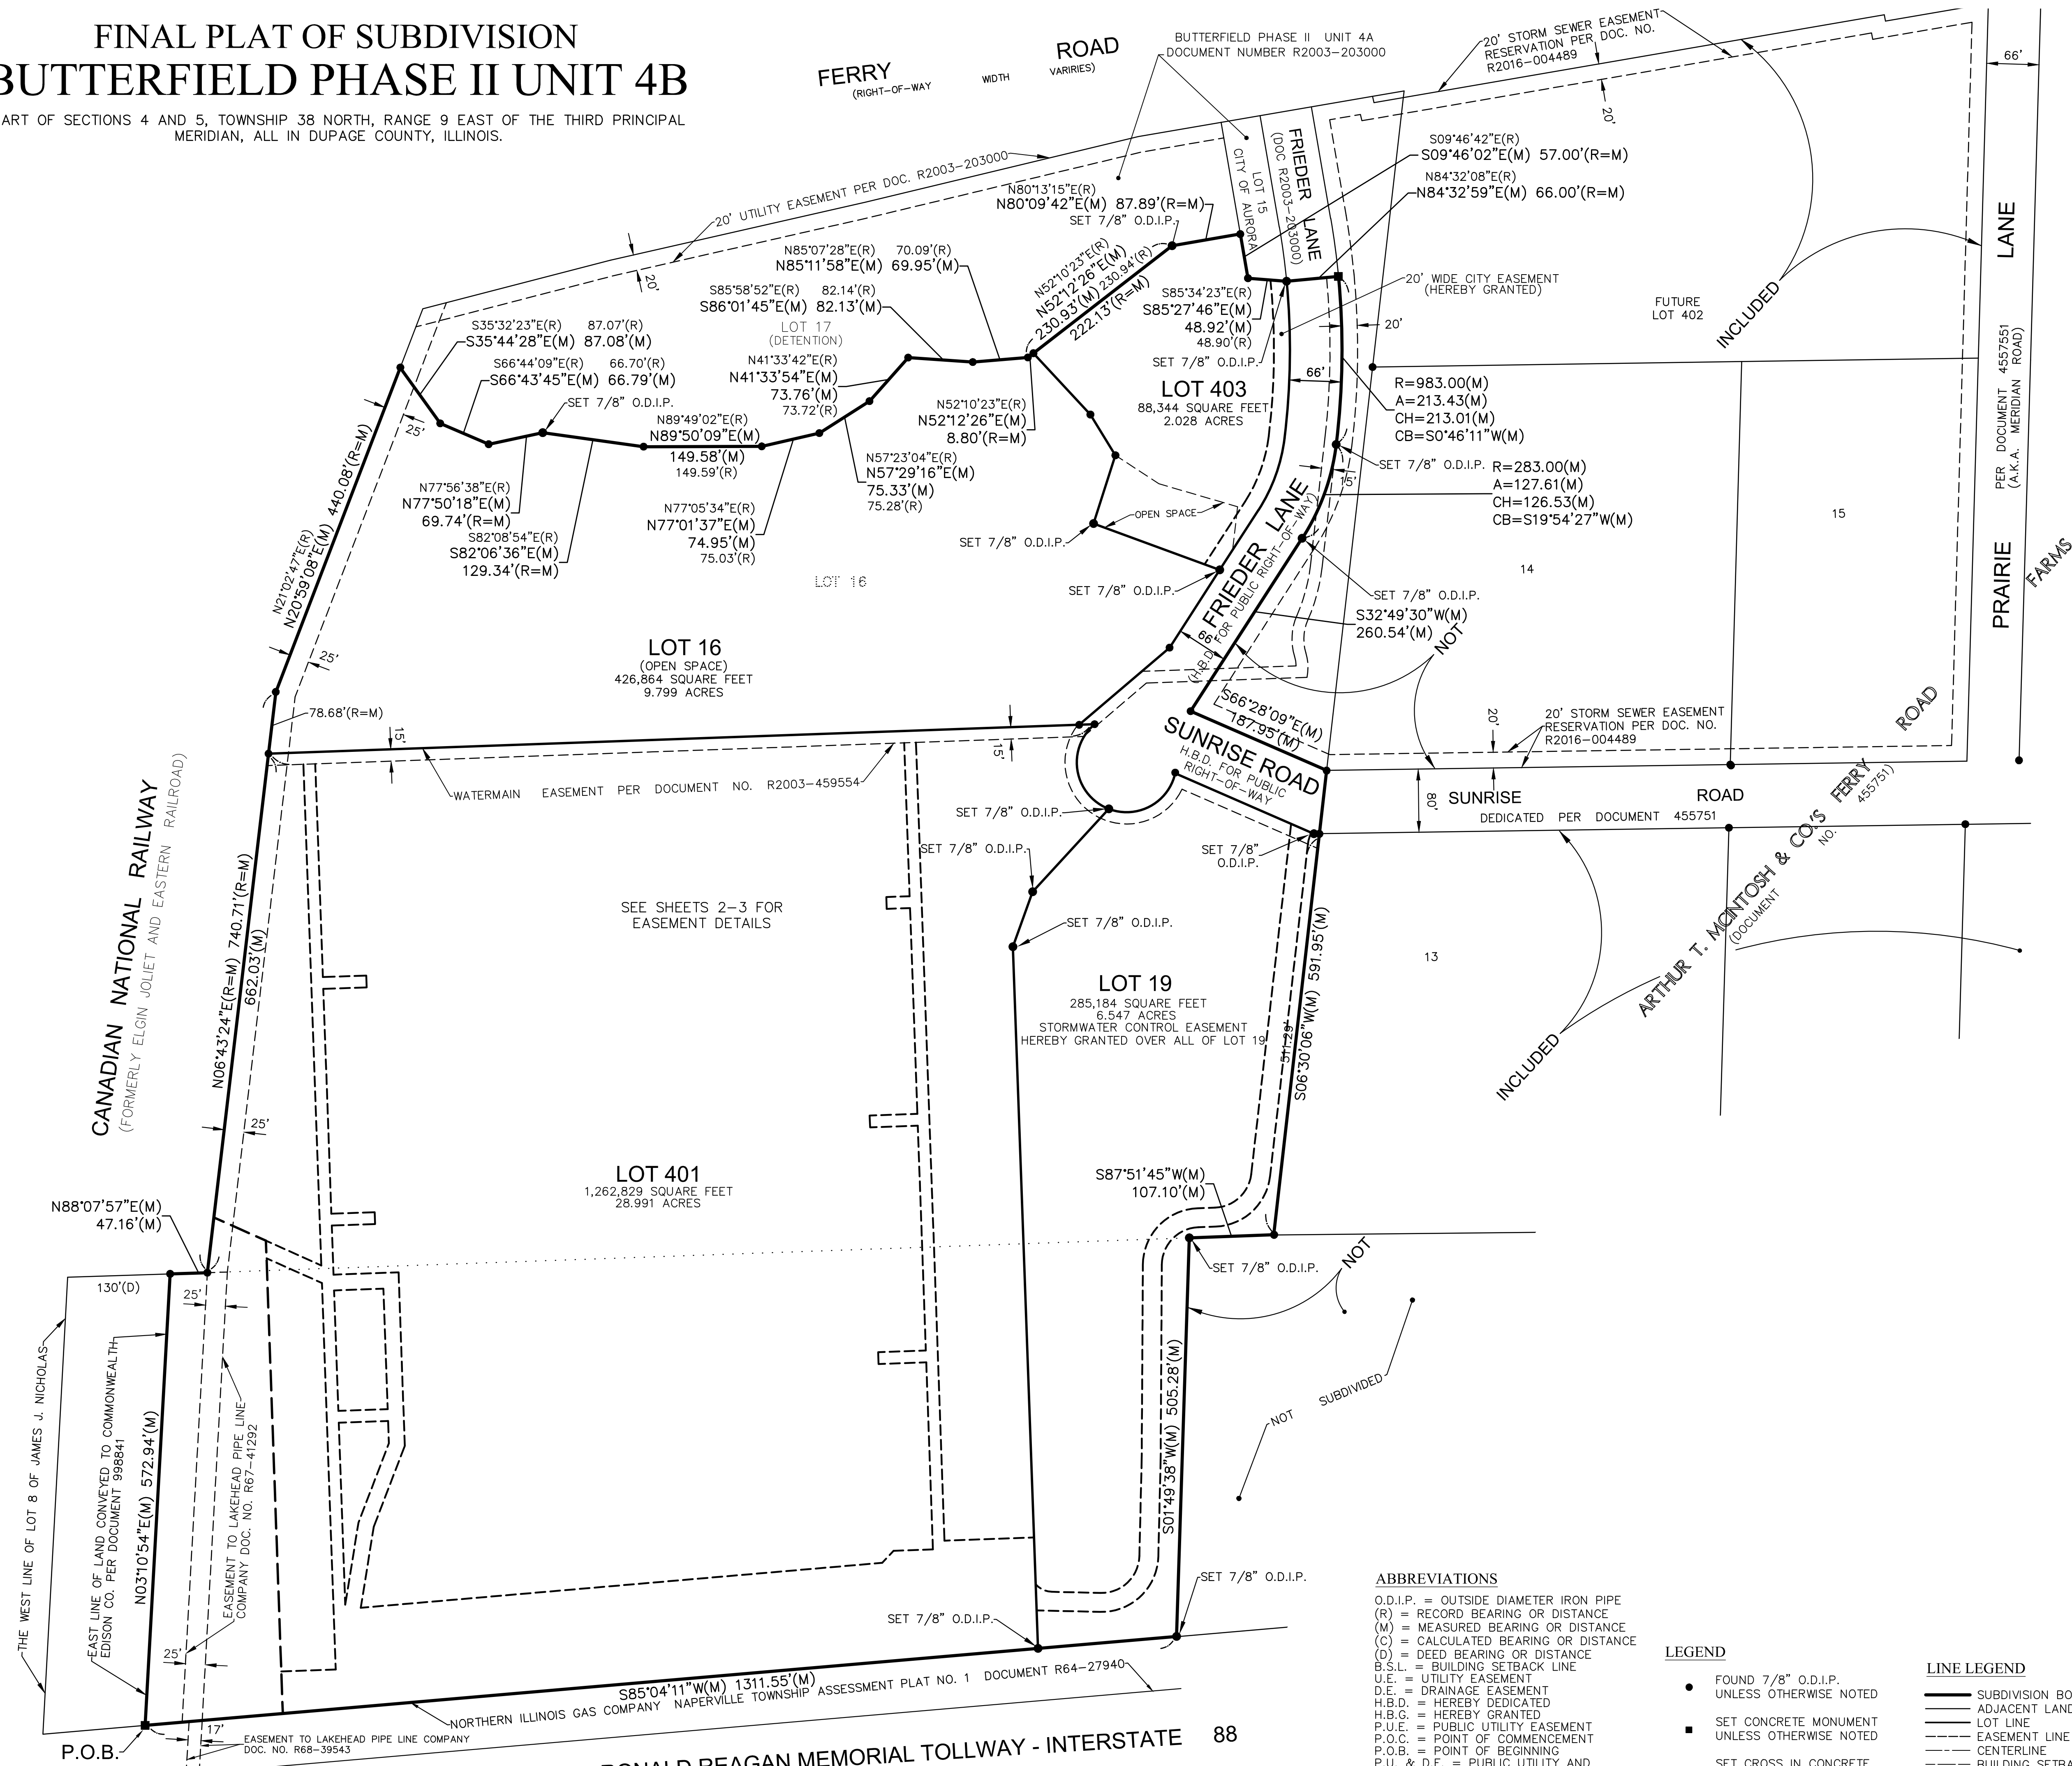 FINAL PLAT OF SUBDIVISION
BUTTERFIELD PHASE II UNIT 4B
ART OF SECTIONS 4 AND 5, TOWNSHIP 38 NORTH, RANGE 9 EAST OF THE THIRD PRINCIPAL
MERIDIAN, ALL IN DUPAGE COUNTY, ILLINOIS.
FERRY ROAD
(RIGHT-OF-WAY WIDTH VARIRIES)
BUTTERFIELD PHASE II UNIT 4A
DOCUMENT NUMBER R2003-203000
20' STORM SEWER EASEMENT
RESERVATION PER DOC. NO.
R2016-004489
66'
20'
20' UTILITY EASEMENT PER DOC. R2003-203000
20'
CITY OF AURORA
LOT 15
FRIEDER LANE
(DOC R2003-203000)
S09°46'42"E(R)
S09°46'02"E(M) 57.00'(R=M)
N84°32'08"E(R)
N84°32'59"E(M) 66.00'(R=M)
N80°13'15"E(R)
N80°09'42"E(M) 87.89'(R=M)
SET 7/8" O.D.I.P.
N85°07'28"E(R) 70.09'(R)
N85°11'58"E(M) 69.95'(M)
S85°58'52"E(R) 82.14'(R)
S86°01'45"E(M) 82.13'(M)
LOT 17
(DETENTION)
N52°10'23"E(R)
N52°12'26"E(M)
230.93'(M) 230.94'(R)
222.13'(R=M)
S85°34'23"E(R)
S85°27'46"E(M)
48.92'(M)
48.90'(R)
SET 7/8" O.D.I.P.
20' WIDE CITY EASEMENT
(HEREBY GRANTED)
20'
FUTURE
LOT 402
INCLUDED
PRAIRIE LANE
PER DOCUMENT 4557551
(A.K.A. MERIDIAN ROAD)
S35°32'23"E(R) 87.07'(R)
S35°44'28"E(M) 87.08'(M)
S66°44'09"E(R) 66.70'(R)
S66°43'45"E(M) 66.79'(M)
SET 7/8" O.D.I.P.
N41°33'42"E(R)
N41°33'54"E(M)
73.76'(M)
73.72'(R)
N89°49'02"E(R)
N89°50'09"E(M)
149.58'(M)
149.59'(R)
N52°10'23"E(R)
N52°12'26"E(M)
8.80'(R=M)
LOT 403
88,344 SQUARE FEET
2.028 ACRES
66'
R=983.00(M)
A=213.43(M)
CH=213.01(M)
CB=S0°46'11"W(M)
25'
N57°23'04"E(R)
N57°29'16"E(M)
75.33'(M)
75.28'(R)
N77°56'38"E(R)
N77°50'18"E(M)
69.74'(R=M)
S82°08'54"E(R)
S82°06'36"E(M)
129.34'(R=M)
N77°05'34"E(R)
N77°01'37"E(M)
74.95'(M)
75.03'(R)
SET 7/8" O.D.I.P.
R=283.00(M)
A=127.61(M)
CH=126.53(M)
CB=S19°54'27"W(M)
15'
OPEN SPACE
SET 7/8" O.D.I.P.
N21°02'47"E(R)
N20°59'08"E(M) 440.08'(R=M)
LOT 16
SET 7/8" O.D.I.P.
FRIEDER LANE
(H.B.D. FOR PUBLIC RIGHT-OF-WAY)
66'
SET 7/8" O.D.I.P.
S32°49'30"W(M)
260.54'(M)
NOT
14
15
FARMS
LOT 16
(OPEN SPACE)
426,864 SQUARE FEET
9.799 ACRES
25'
78.68'(R=M)
15'
15'
S66°28'09"E(M)
187.95'(M)
SUNRISE ROAD
H.B.D. FOR PUBLIC
RIGHT-OF-WAY
20'
20' STORM SEWER EASEMENT
RESERVATION PER DOC. NO.
R2016-004489
ROAD
WATERMAIN EASEMENT PER DOCUMENT NO. R2003-459554
80'
SUNRISE ROAD
DEDICATED PER DOCUMENT 455751
SET 7/8" O.D.I.P.
SET 7/8" O.D.I.P.
SET 7/8"
O.D.I.P.
ARTHUR T. MCINTOSH & CO.'S FERRY
(DOCUMENT NO. 455751)
CANADIAN NATIONAL RAILWAY
(FORMERLY ELGIN JOLIET AND EASTERN RAILROAD)
SEE SHEETS 2-3 FOR
EASEMENT DETAILS
SET 7/8" O.D.I.P.
N06°43'24"E(R=M) 740.71'(R=M)
662.03'(M)
13
LOT 19
285,184 SQUARE FEET
6.547 ACRES
STORMWATER CONTROL EASEMENT
HEREBY GRANTED OVER ALL OF LOT 19
511.29'
S06°30'06"W(M) 591.95'(M)
INCLUDED
25'
LOT 401
1,262,829 SQUARE FEET
28.991 ACRES
S87°51'45"W(M)
107.10'(M)
N88°07'57"E(M)
47.16'(M)
SET 7/8" O.D.I.P.
NOT
130'(D)
25'
NOT SUBDIVIDED
THE WEST LINE OF LOT 8 OF JAMES J. NICHOLAS
EAST LINE OF LAND CONVEYED TO COMMONWEALTH
EDISON CO. PER DOCUMENT 998841
N03°10'54"E(M) 572.94'(M)
EASEMENT TO LAKEHEAD PIPE LINE
COMPANY DOC. NO. R67-41292
S01°49'38"W(M) 505.28'(M)
SET 7/8" O.D.I.P.
SET 7/8" O.D.I.P.
25'
S85°04'11"W(M) 1311.55'(M)
NORTHERN ILLINOIS GAS COMPANY NAPERVILLE TOWNSHIP ASSESSMENT PLAT NO. 1 DOCUMENT R64-27940
P.O.B.
17'
EASEMENT TO LAKEHEAD PIPE LINE COMPANY
DOC. NO. R68-39543
RONALD REAGAN MEMORIAL TOLLWAY - INTERSTATE 88
ABBREVIATIONS
O.D.I.P. = OUTSIDE DIAMETER IRON PIPE
(R) = RECORD BEARING OR DISTANCE
(M) = MEASURED BEARING OR DISTANCE
(C) = CALCULATED BEARING OR DISTANCE
(D) = DEED BEARING OR DISTANCE
B.S.L. = BUILDING SETBACK LINE
U.E. = UTILITY EASEMENT
D.E. = DRAINAGE EASEMENT
H.B.D. = HEREBY DEDICATED
H.B.G. = HEREBY GRANTED
P.U.E. = PUBLIC UTILITY EASEMENT
P.O.C. = POINT OF COMMENCEMENT
P.O.B. = POINT OF BEGINNING
P.U. & D.E. = PUBLIC UTILITY AND
LEGEND
FOUND 7/8" O.D.I.P.
UNLESS OTHERWISE NOTED
SET CONCRETE MONUMENT
UNLESS OTHERWISE NOTED
SET CROSS IN CONCRETE
LINE LEGEND
SUBDIVISION BO
ADJACENT LAND
LOT LINE
EASEMENT LINE
CENTERLINE
BUILDING SETBA